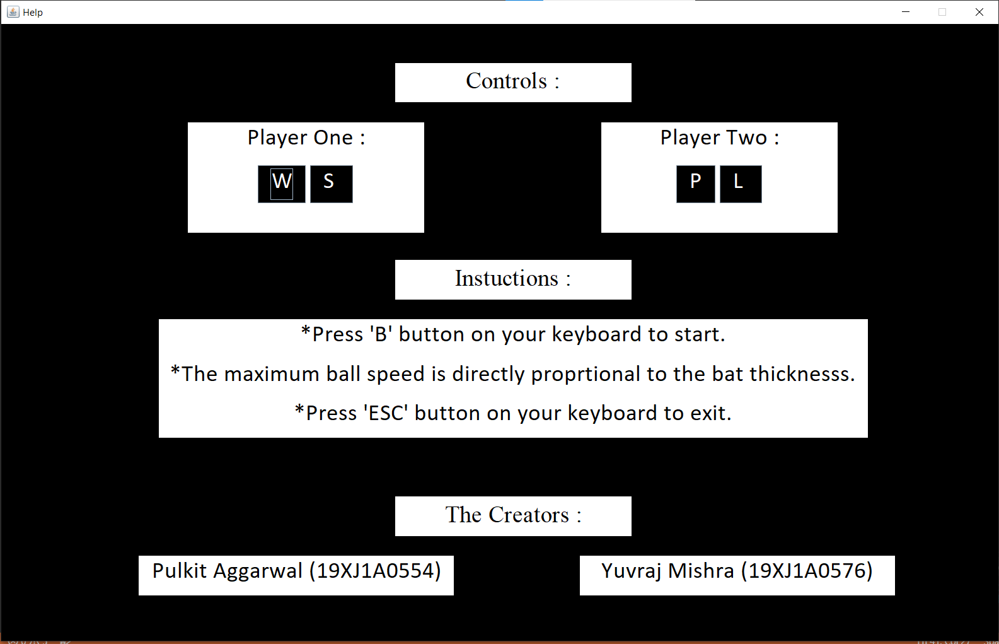 Help
Controls :
Player One :
W S
Player Two :
P L
Instuctions :
*Press 'B' button on your keyboard to start.
*The maximum ball speed is directly proprtional to the bat thicknesss.
*Press 'ESC' button on your keyboard to exit.
The Creators :
Pulkit Aggarwal (19XJ1A0554)
Yuvraj Mishra (19XJ1A0576)